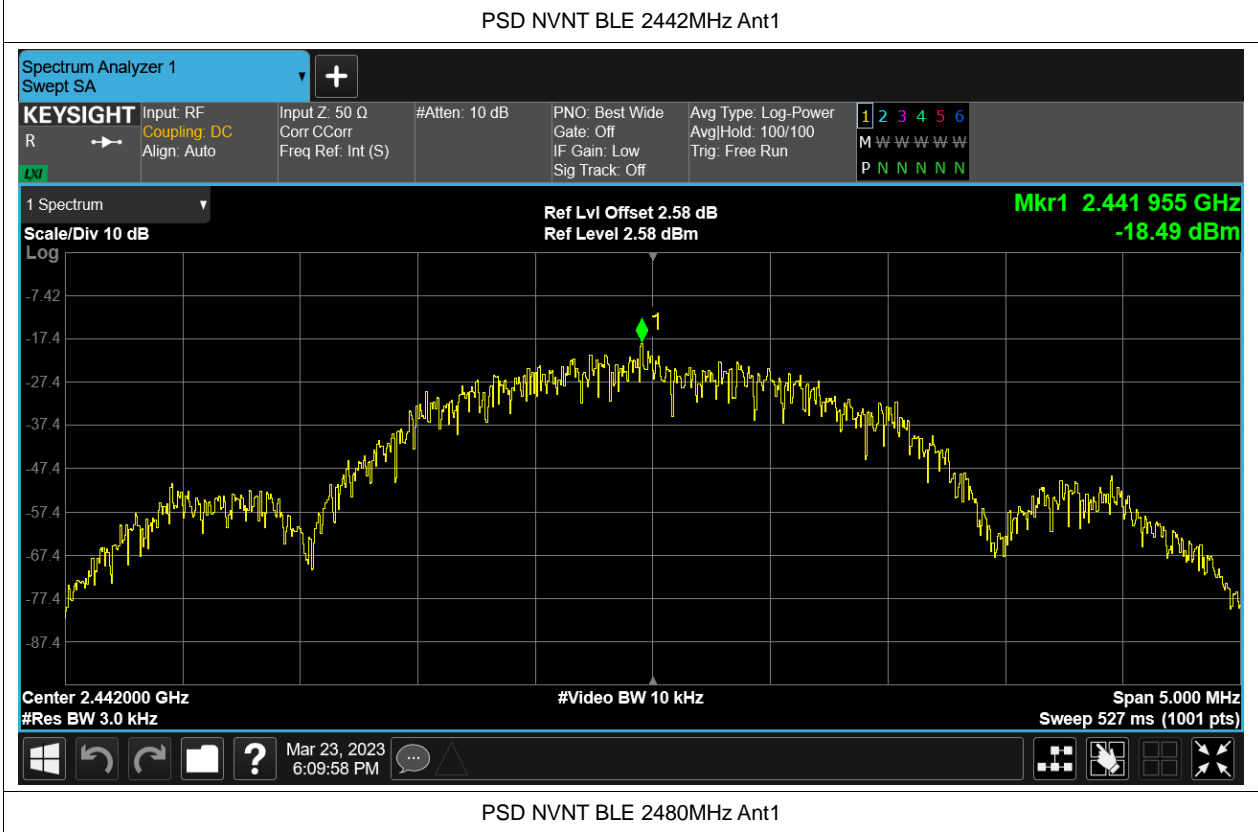 PSD NVNT BLE 2442MHz Ant1
Spectrum Analyzer 1
Swept SA
KEYSIGHT
R
LXI
Input: RF
Coupling: DC
Align: Auto
Input Z: 50 Ω
Corr CCorr
Freq Ref: Int (S)
#Atten: 10 dB
PNO: Best Wide
Gate: Off
IF Gain: Low
Sig Track: Off
Avg Type: Log-Power
Avg|Hold: 100/100
Trig: Free Run
1 2 3 4 5 6
M W W W W W
P N N N N N
1 Spectrum
Scale/Div 10 dB
Log
Ref Lvl Offset 2.58 dB
Ref Level 2.58 dBm
Mkr1 2.441 955 GHz
-18.49 dBm
1
-7.42
-17.4
-27.4
-37.4
-47.4
-57.4
-67.4
-77.4
-87.4
Center 2.442000 GHz
#Res BW 3.0 kHz
#Video BW 10 kHz
Span 5.000 MHz
Sweep 527 ms (1001 pts)
?
Mar 23, 2023
6:09:58 PM
PSD NVNT BLE 2480MHz Ant1